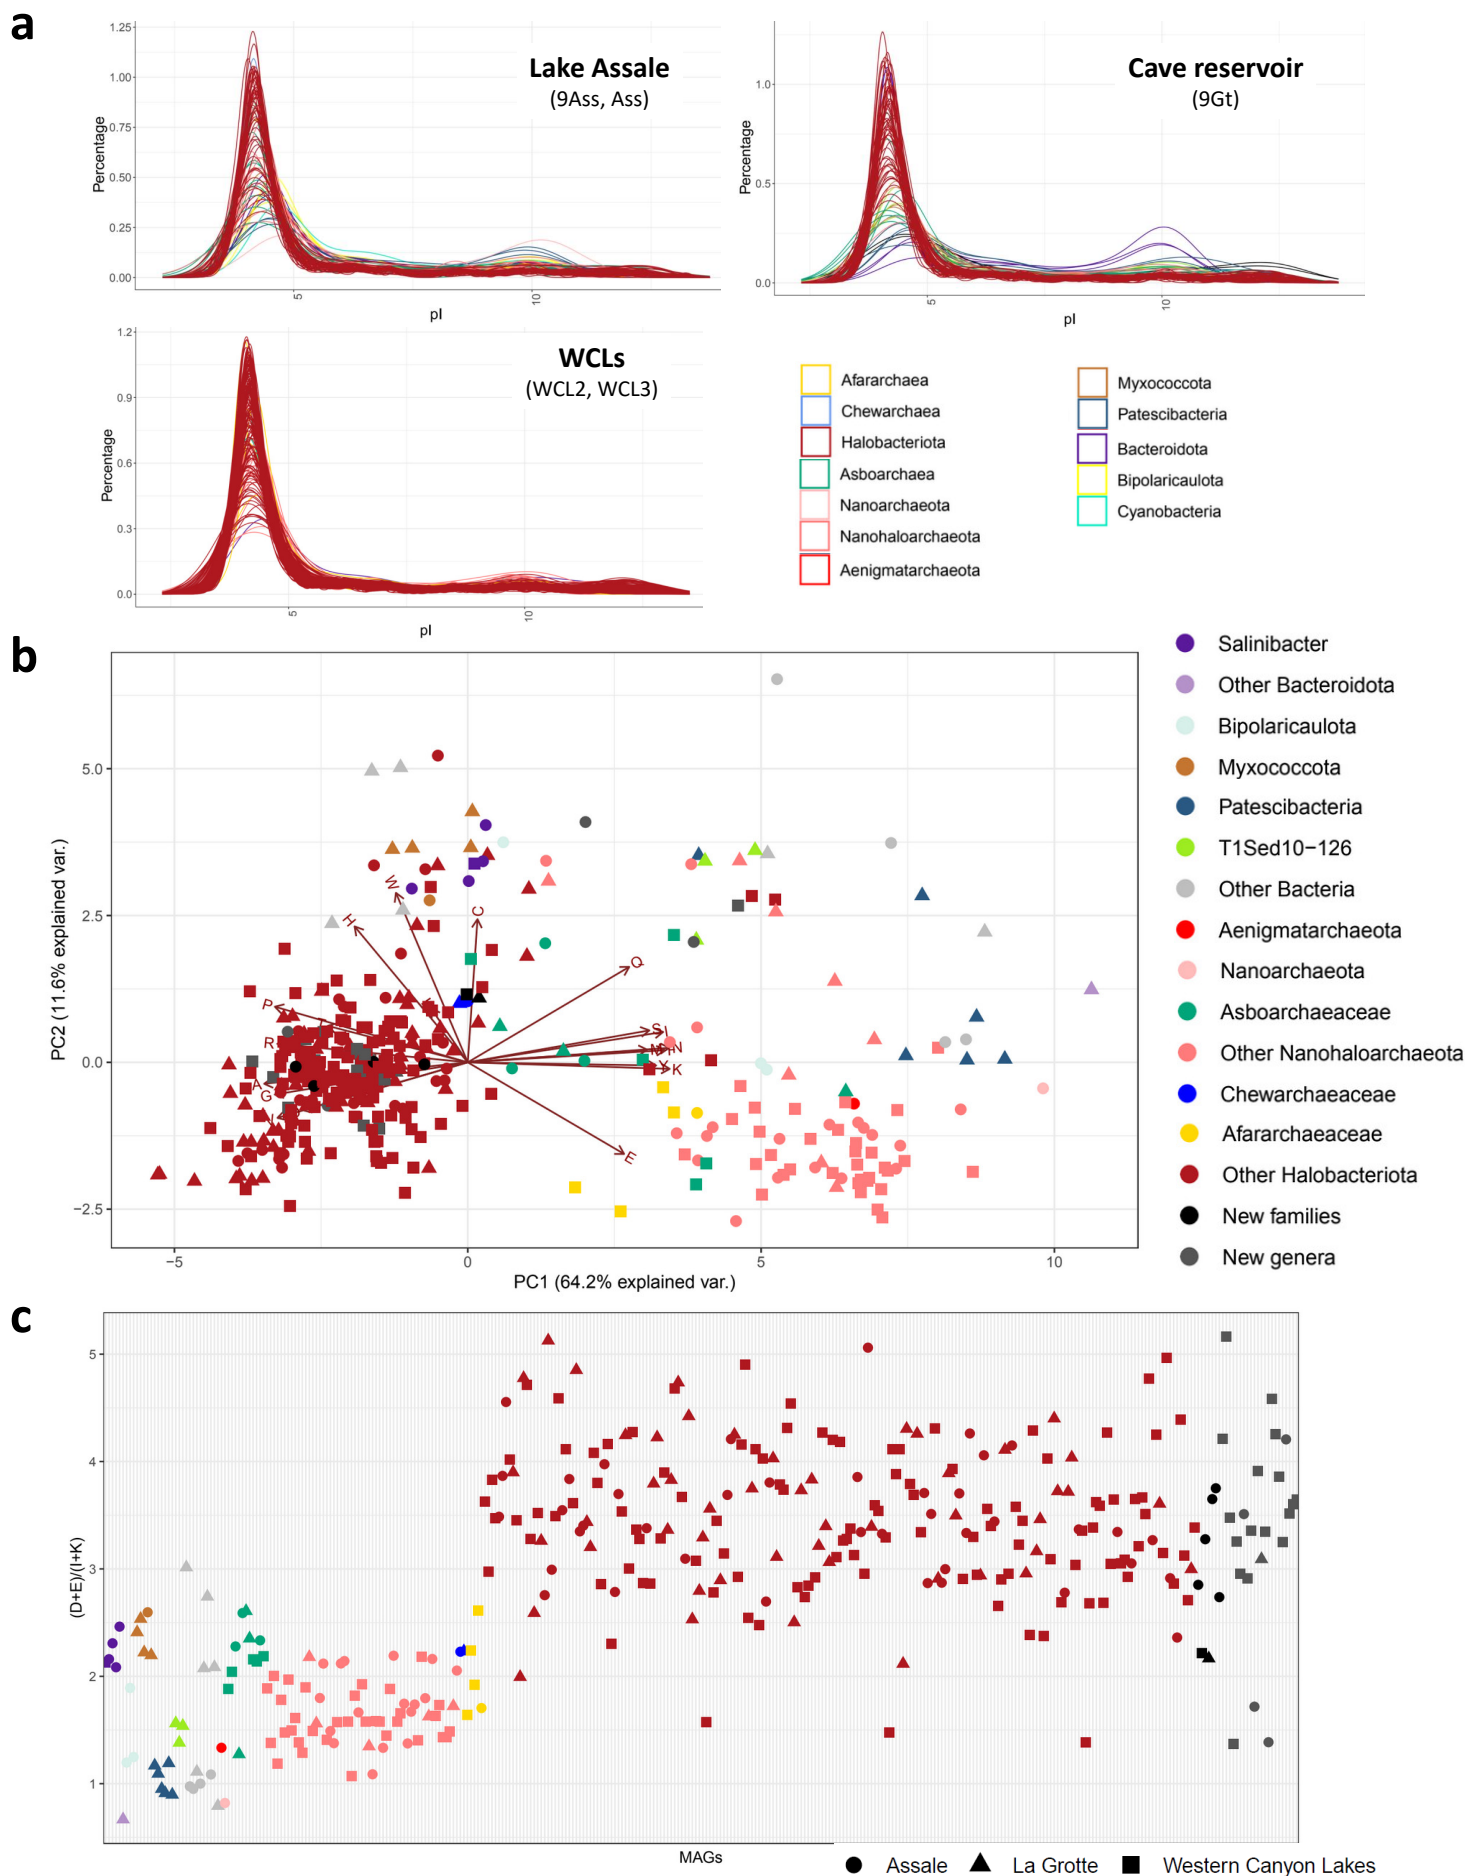 a
Lake Assale
(9Ass, Ass)
Percentage
1.25
1.00
0.75
0.50
0.25
0.00
5
10
pI
Cave reservoir
(9Gt)
Percentage
1.0
0.5
0.0
5
10
pI
WCLs
(WCL2, WCL3)
Percentage
1.2
0.9
0.6
0.3
0.0
5
10
pI
Afararchaea
Chewarchaea
Halobacteriota
Asboarchaea
Nanoarchaeota
Nanohaloarchaeota
Aenigmatarchaeota
Myxococcota
Patescibacteria
Bacteroidota
Bipolaricaulota
Cyanobacteria
b
PC2 (11.6% explained var.)
5.0
2.5
0.0
−2.5
W
H
C
Q
P
R
A
G
S
I
N
Y
K
E
−5
0
5
10
PC1 (64.2% explained var.)
Salinibacter
Other Bacteroidota
Bipolaricaulota
Myxococcota
Patescibacteria
T1Sed10−126
Other Bacteria
Aenigmatarchaeota
Nanoarchaeota
Asboarchaeaceae
Other Nanohaloarchaeota
Chewarchaeaceae
Afararchaeaceae
Other Halobacteriota
New families
New genera
c
(D+E)/(I+K)
5
4
3
2
1
MAGs
Assale
La Grotte
Western Canyon Lakes